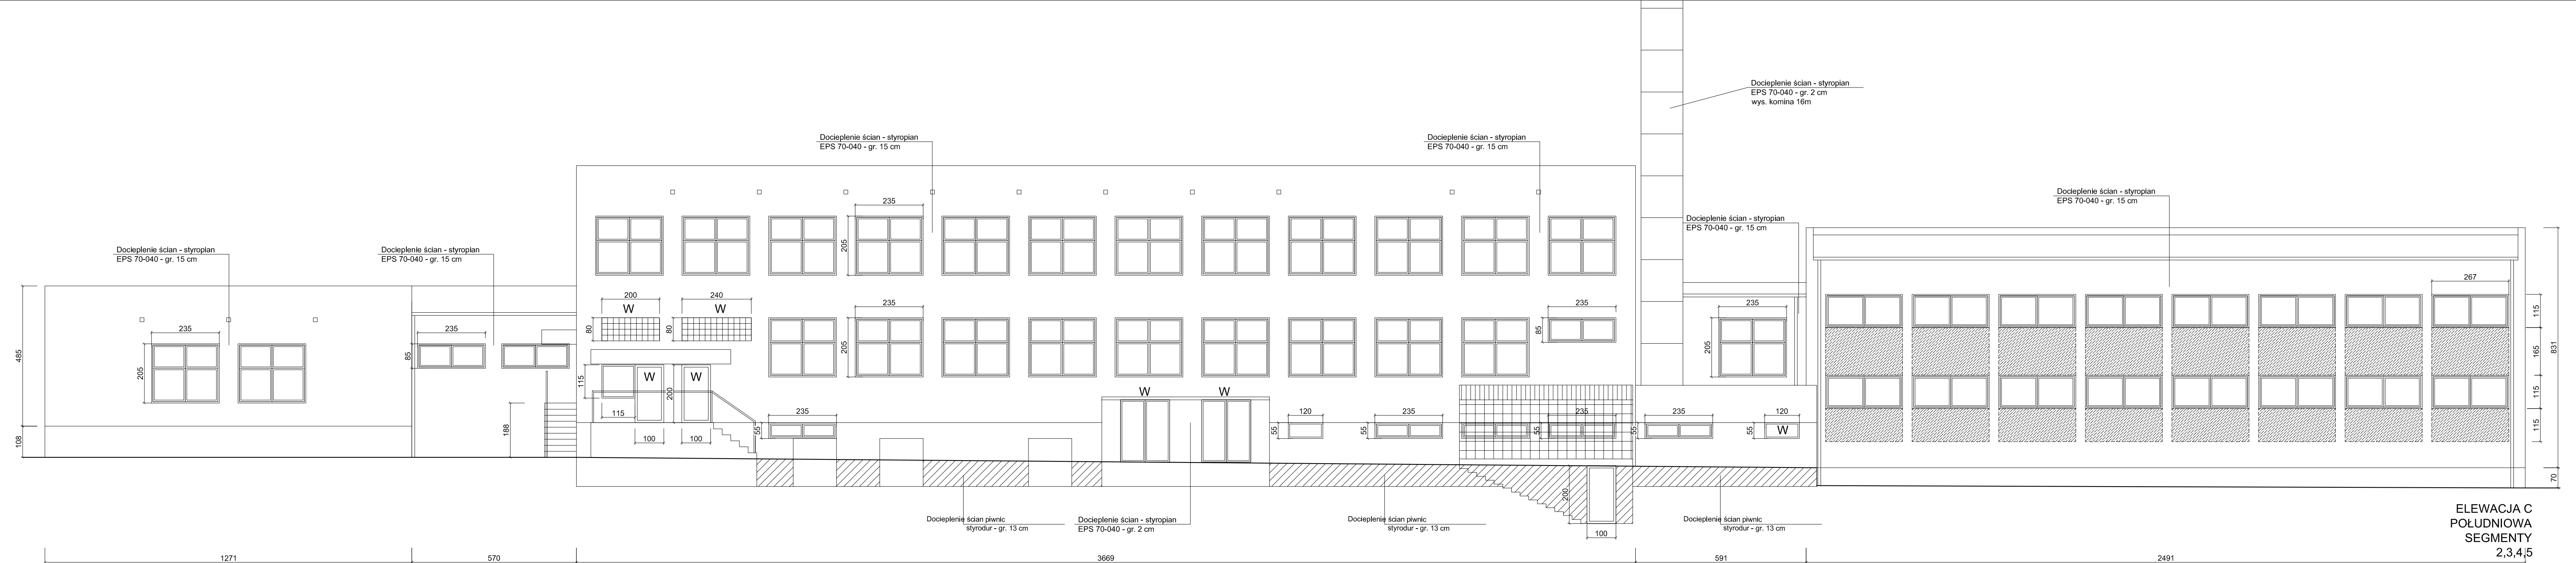 Docieplenie ścian - styropian
EPS 70-040 - gr. 2 cm
wys. komina 16m
Docieplenie ścian - styropian
EPS 70-040 - gr. 15 cm
Docieplenie ścian - styropian
EPS 70-040 - gr. 15 cm
Docieplenie ścian - styropian
EPS 70-040 - gr. 15 cm
Docieplenie ścian - styropian
EPS 70-040 - gr. 15 cm
Docieplenie ścian - styropian
EPS 70-040 - gr. 15 cm
Docieplenie ścian - styropian
EPS 70-040 - gr. 15 cm
235
205
267
200
240
W
W
80
80
235
205
235
85
235
205
235
205
235
85
485
108
188
115
115
W
W
200
100
100
235
55
W
W
120
55
235
55
235
55
235
55
120
55
W
115
165
115
115
831
70
200
100
Docieplenie ścian piwnic
styrodur - gr. 13 cm
Docieplenie ścian - styropian
EPS 70-040 - gr. 2 cm
Docieplenie ścian piwnic
styrodur - gr. 13 cm
Docieplenie ścian piwnic
styrodur - gr. 13 cm
ELEWACJA C
POŁUDNIOWA
SEGMENTY
2,3,4,5
1271
570
3669
591
2491